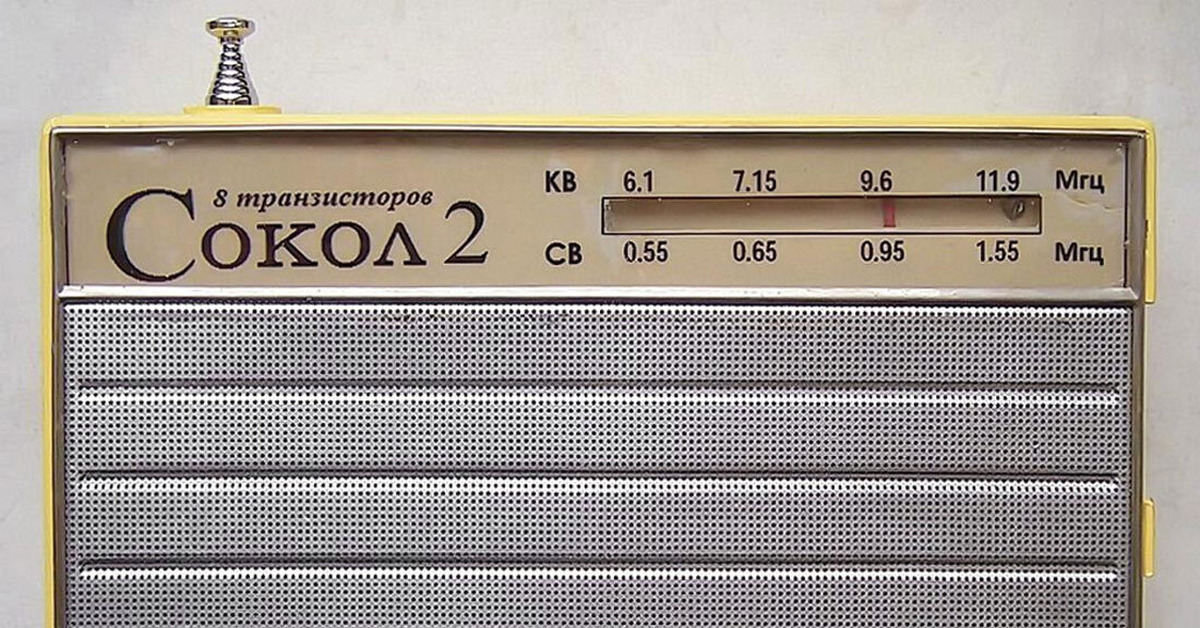 8 транзисторов
Сокол 2
КВ 6.1 7.15 9.6 11.9 Мгц
СВ 0.55 0.65 0.95 1.55 Мгц